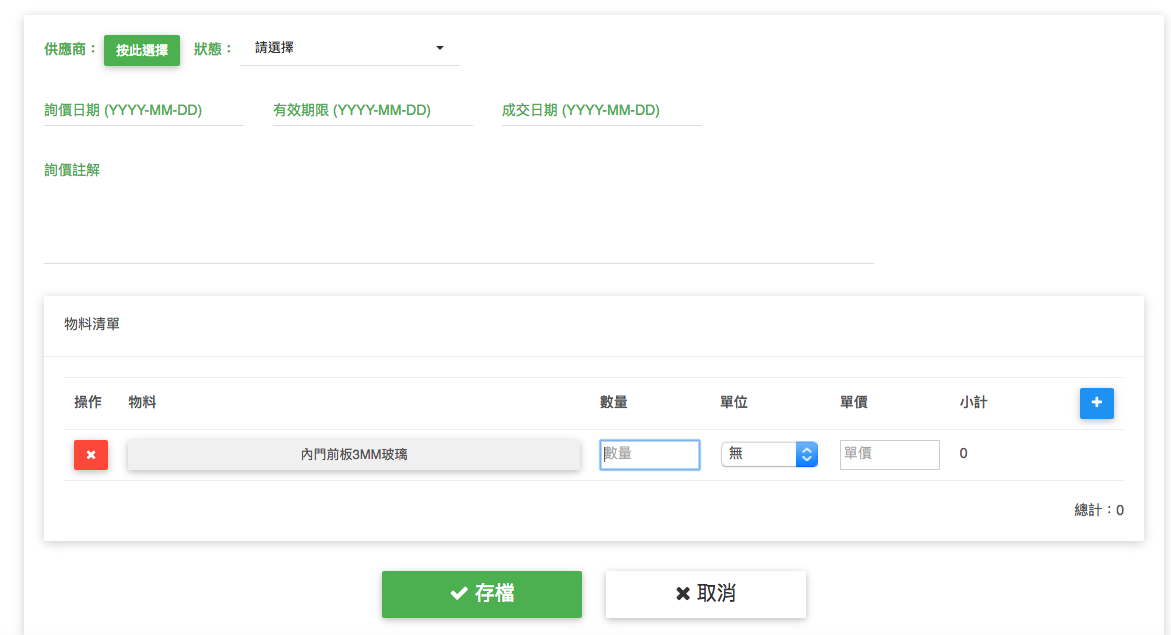 供應商： 按此選擇 狀態： 請選擇
詢價日期 (YYYY-MM-DD) 有效期限 (YYYY-MM-DD) 成交日期 (YYYY-MM-DD)
詢價註解
物料清單
操作 物料 數量 單位 單價 小計
內門前板3MM玻璃 數量 無 單價 0
總計：0
存檔 取消